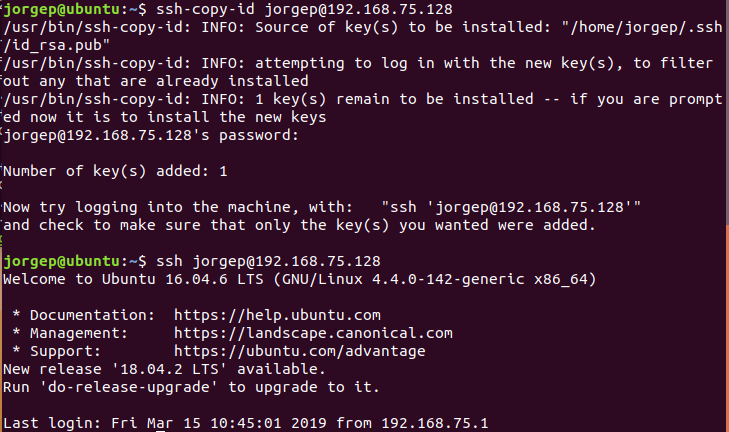 jorgep@ubuntu:~$ ssh-copy-id jorgep@192.168.75.128
/usr/bin/ssh-copy-id: INFO: Source of key(s) to be installed: "/home/jorgep/.ssh
/id_rsa.pub"
/usr/bin/ssh-copy-id: INFO: attempting to log in with the new key(s), to filter
out any that are already installed
/usr/bin/ssh-copy-id: INFO: 1 key(s) remain to be installed -- if you are prompt
ed now it is to install the new keys
jorgep@192.168.75.128's password:
Number of key(s) added: 1
Now try logging into the machine, with:   "ssh 'jorgep@192.168.75.128'"
and check to make sure that only the key(s) you wanted were added.
jorgep@ubuntu:~$ ssh jorgep@192.168.75.128
Welcome to Ubuntu 16.04.6 LTS (GNU/Linux 4.4.0-142-generic x86_64)
 * Documentation:  https://help.ubuntu.com
 * Management:     https://landscape.canonical.com
 * Support:        https://ubuntu.com/advantage
New release '18.04.2 LTS' available.
Run 'do-release-upgrade' to upgrade to it.
Last login: Fri Mar 15 10:45:01 2019 from 192.168.75.1